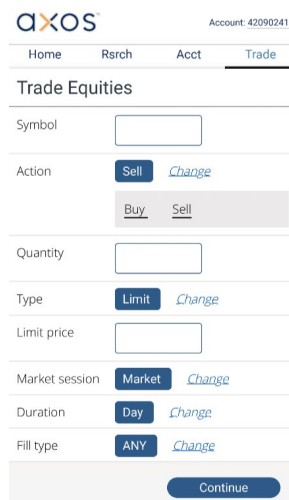 axos
Account: 42090241
Home Rsrch Acct Trade
Trade Equities
Symbol
Action Sell Change
Buy Sell
Quantity
Type Limit Change
Limit price
Market session Market Change
Duration Day Change
Fill type ANY Change
Continue